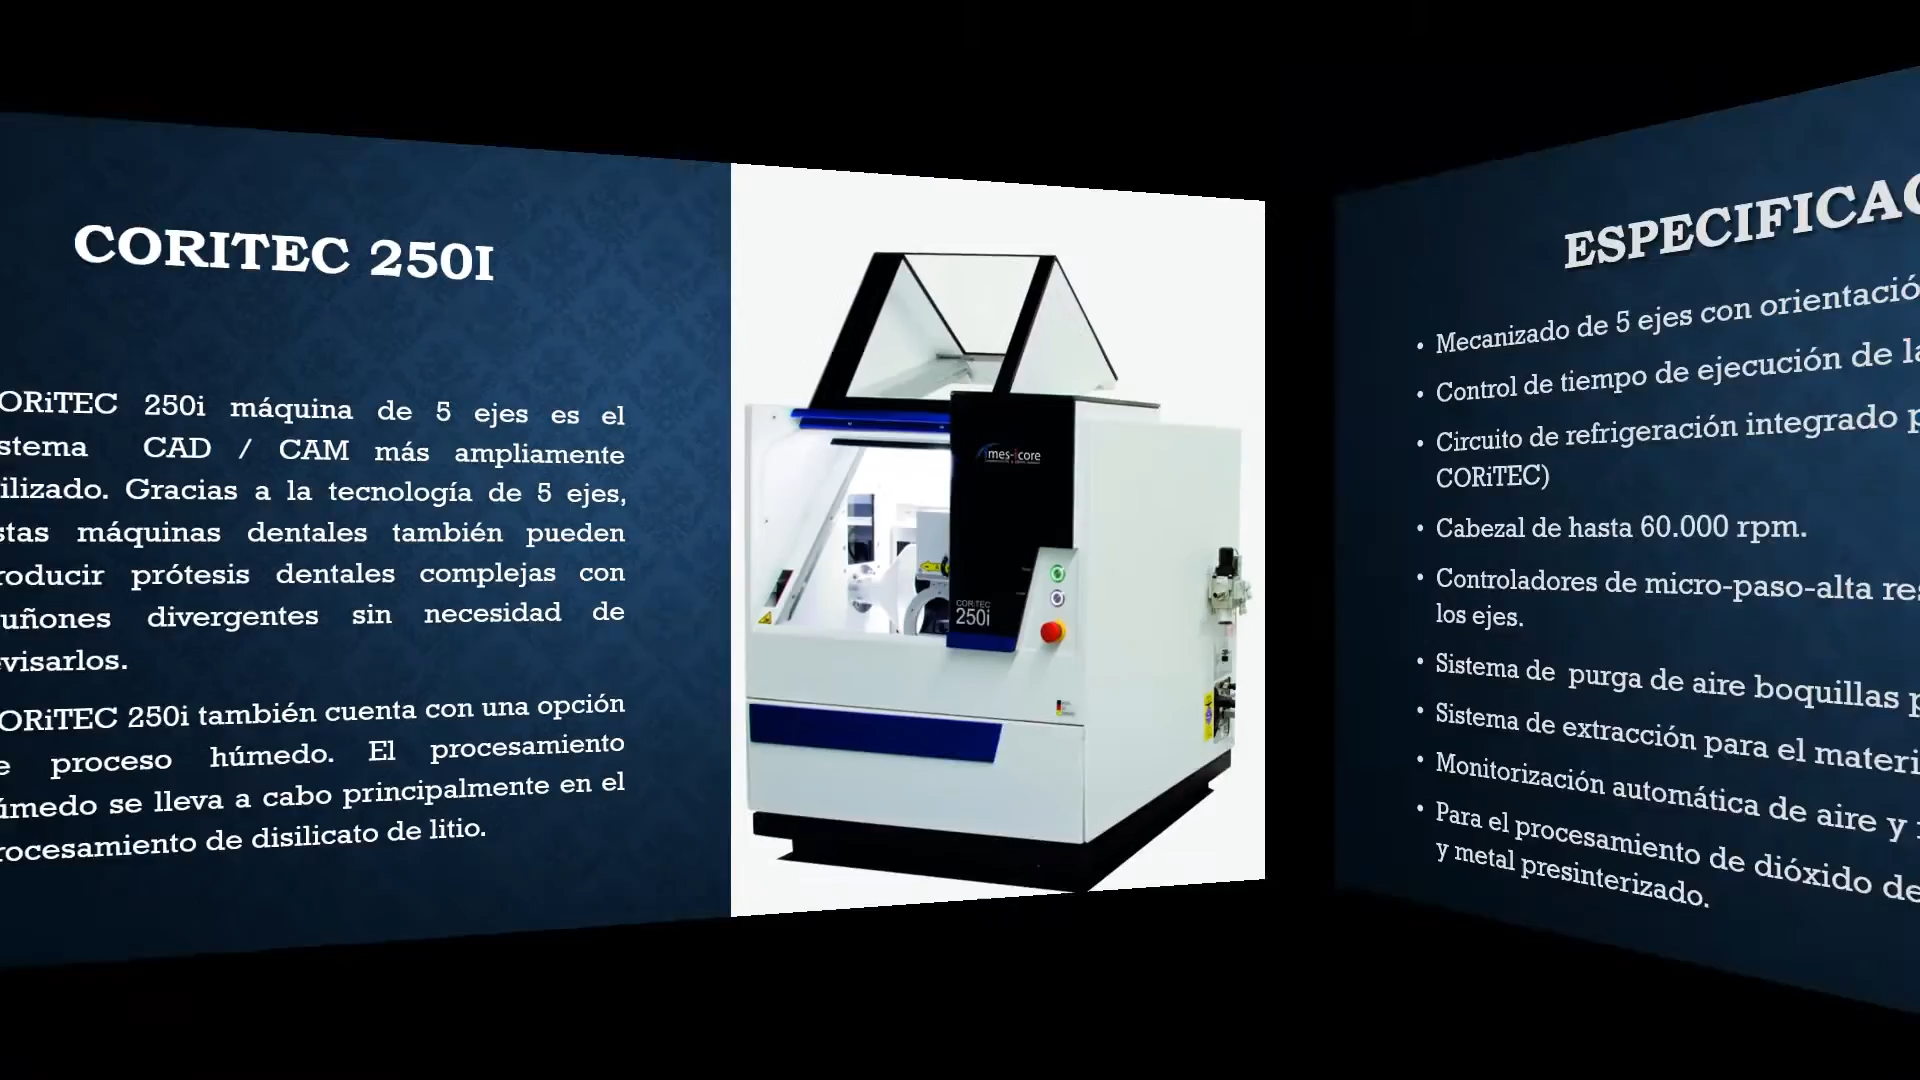 CORITEC 250I
ORiTEC 250i máquina de 5 ejes es el
stema CAD / CAM más ampliamente
ilizado. Gracias a la tecnología de 5 ejes,
stas máquinas dentales también pueden
roducir prótesis dentales complejas con
uñones divergentes sin necesidad de
visarlos.
ORiTEC 250i también cuenta con una opción
e proceso húmedo. El procesamiento
úmedo se lleva a cabo principalmente en el
rocesamiento de disilicato de litio.
imes-icore
CORiTEC
250i
ESPECIFICAC
• Mecanizado de 5 ejes con orientació
• Control de tiempo de ejecución de la
• Circuito de refrigeración integrado p
CORiTEC)
• Cabezal de hasta 60.000 rpm.
• Controladores de micro-paso-alta res
los ejes.
• Sistema de purga de aire boquillas p
• Sistema de extracción para el materi
• Monitorización automática de aire y
• Para el procesamiento de dióxido de
y metal presinterizado.